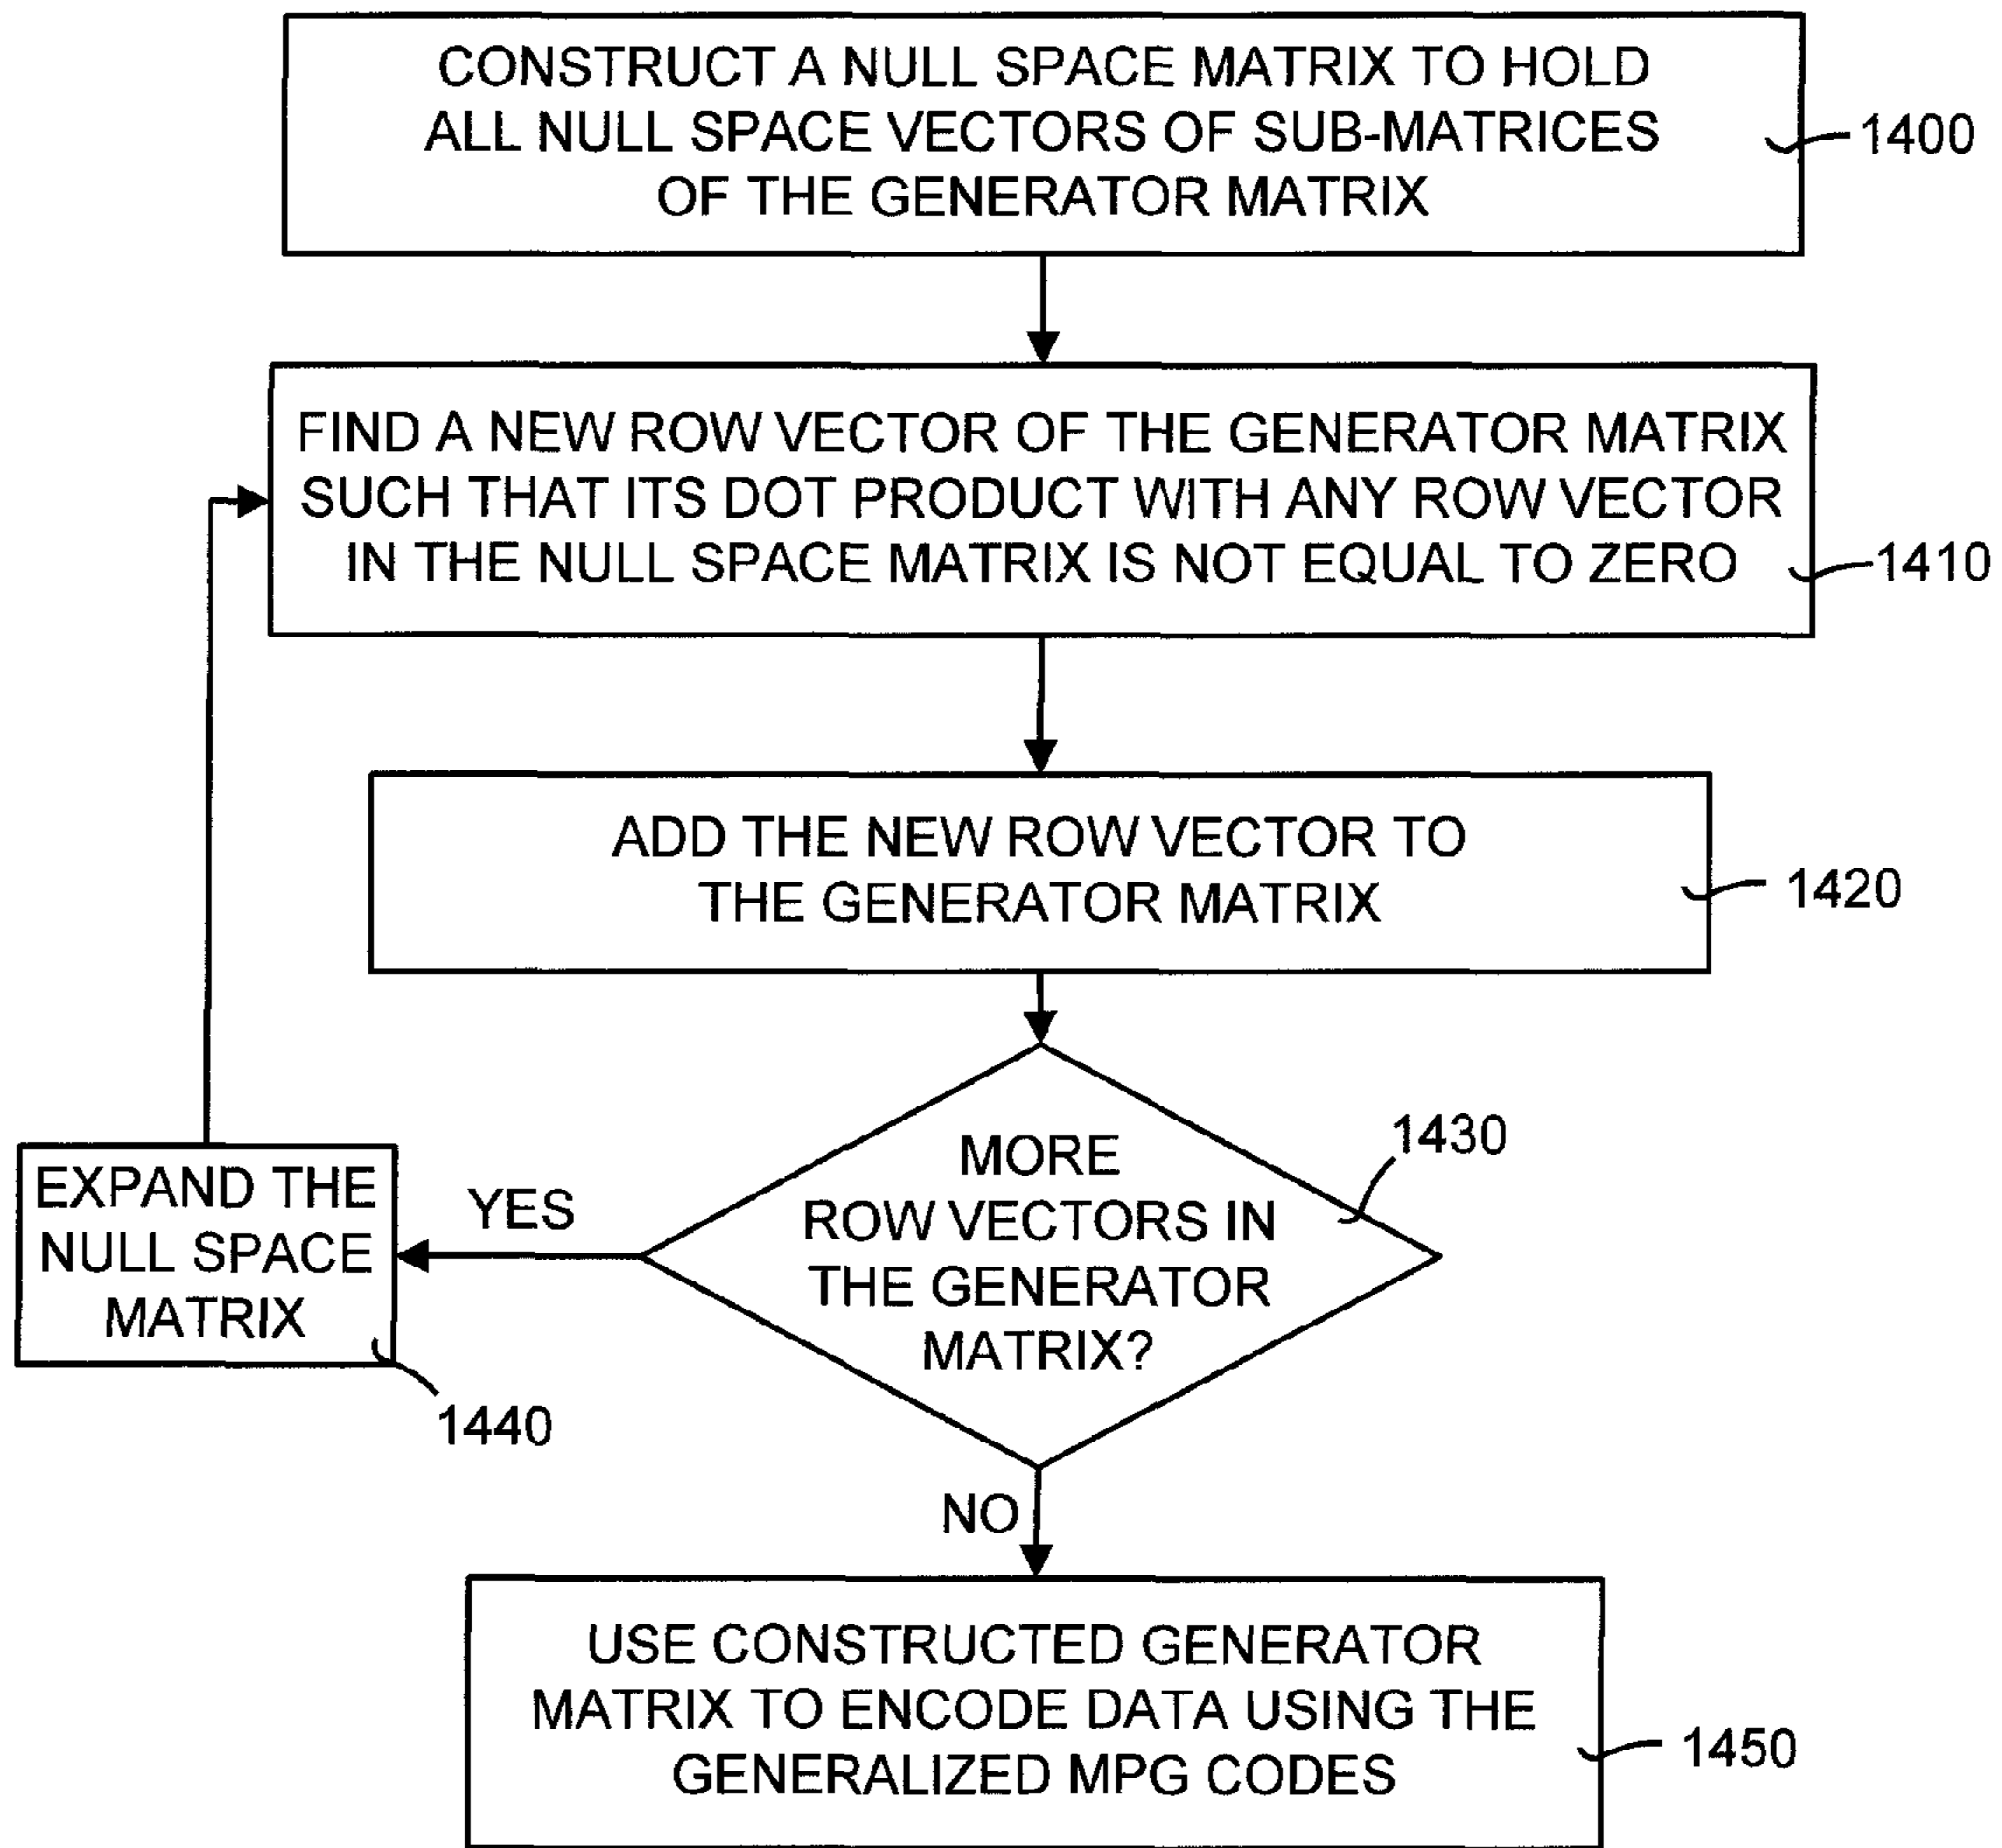 CONSTRUCT A NULL SPACE MATRIX TO HOLD
ALL NULL SPACE VECTORS OF SUB-MATRICES
OF THE GENERATOR MATRIX
1400
FIND A NEW ROW VECTOR OF THE GENERATOR MATRIX
SUCH THAT ITS DOT PRODUCT WITH ANY ROW VECTOR
IN THE NULL SPACE MATRIX IS NOT EQUAL TO ZERO
1410
ADD THE NEW ROW VECTOR TO
THE GENERATOR MATRIX
1420
MORE
ROW VECTORS IN
THE GENERATOR
MATRIX?
1430
YES
EXPAND THE
NULL SPACE
MATRIX
1440
NO
USE CONSTRUCTED GENERATOR
MATRIX TO ENCODE DATA USING THE
GENERALIZED MPG CODES
1450